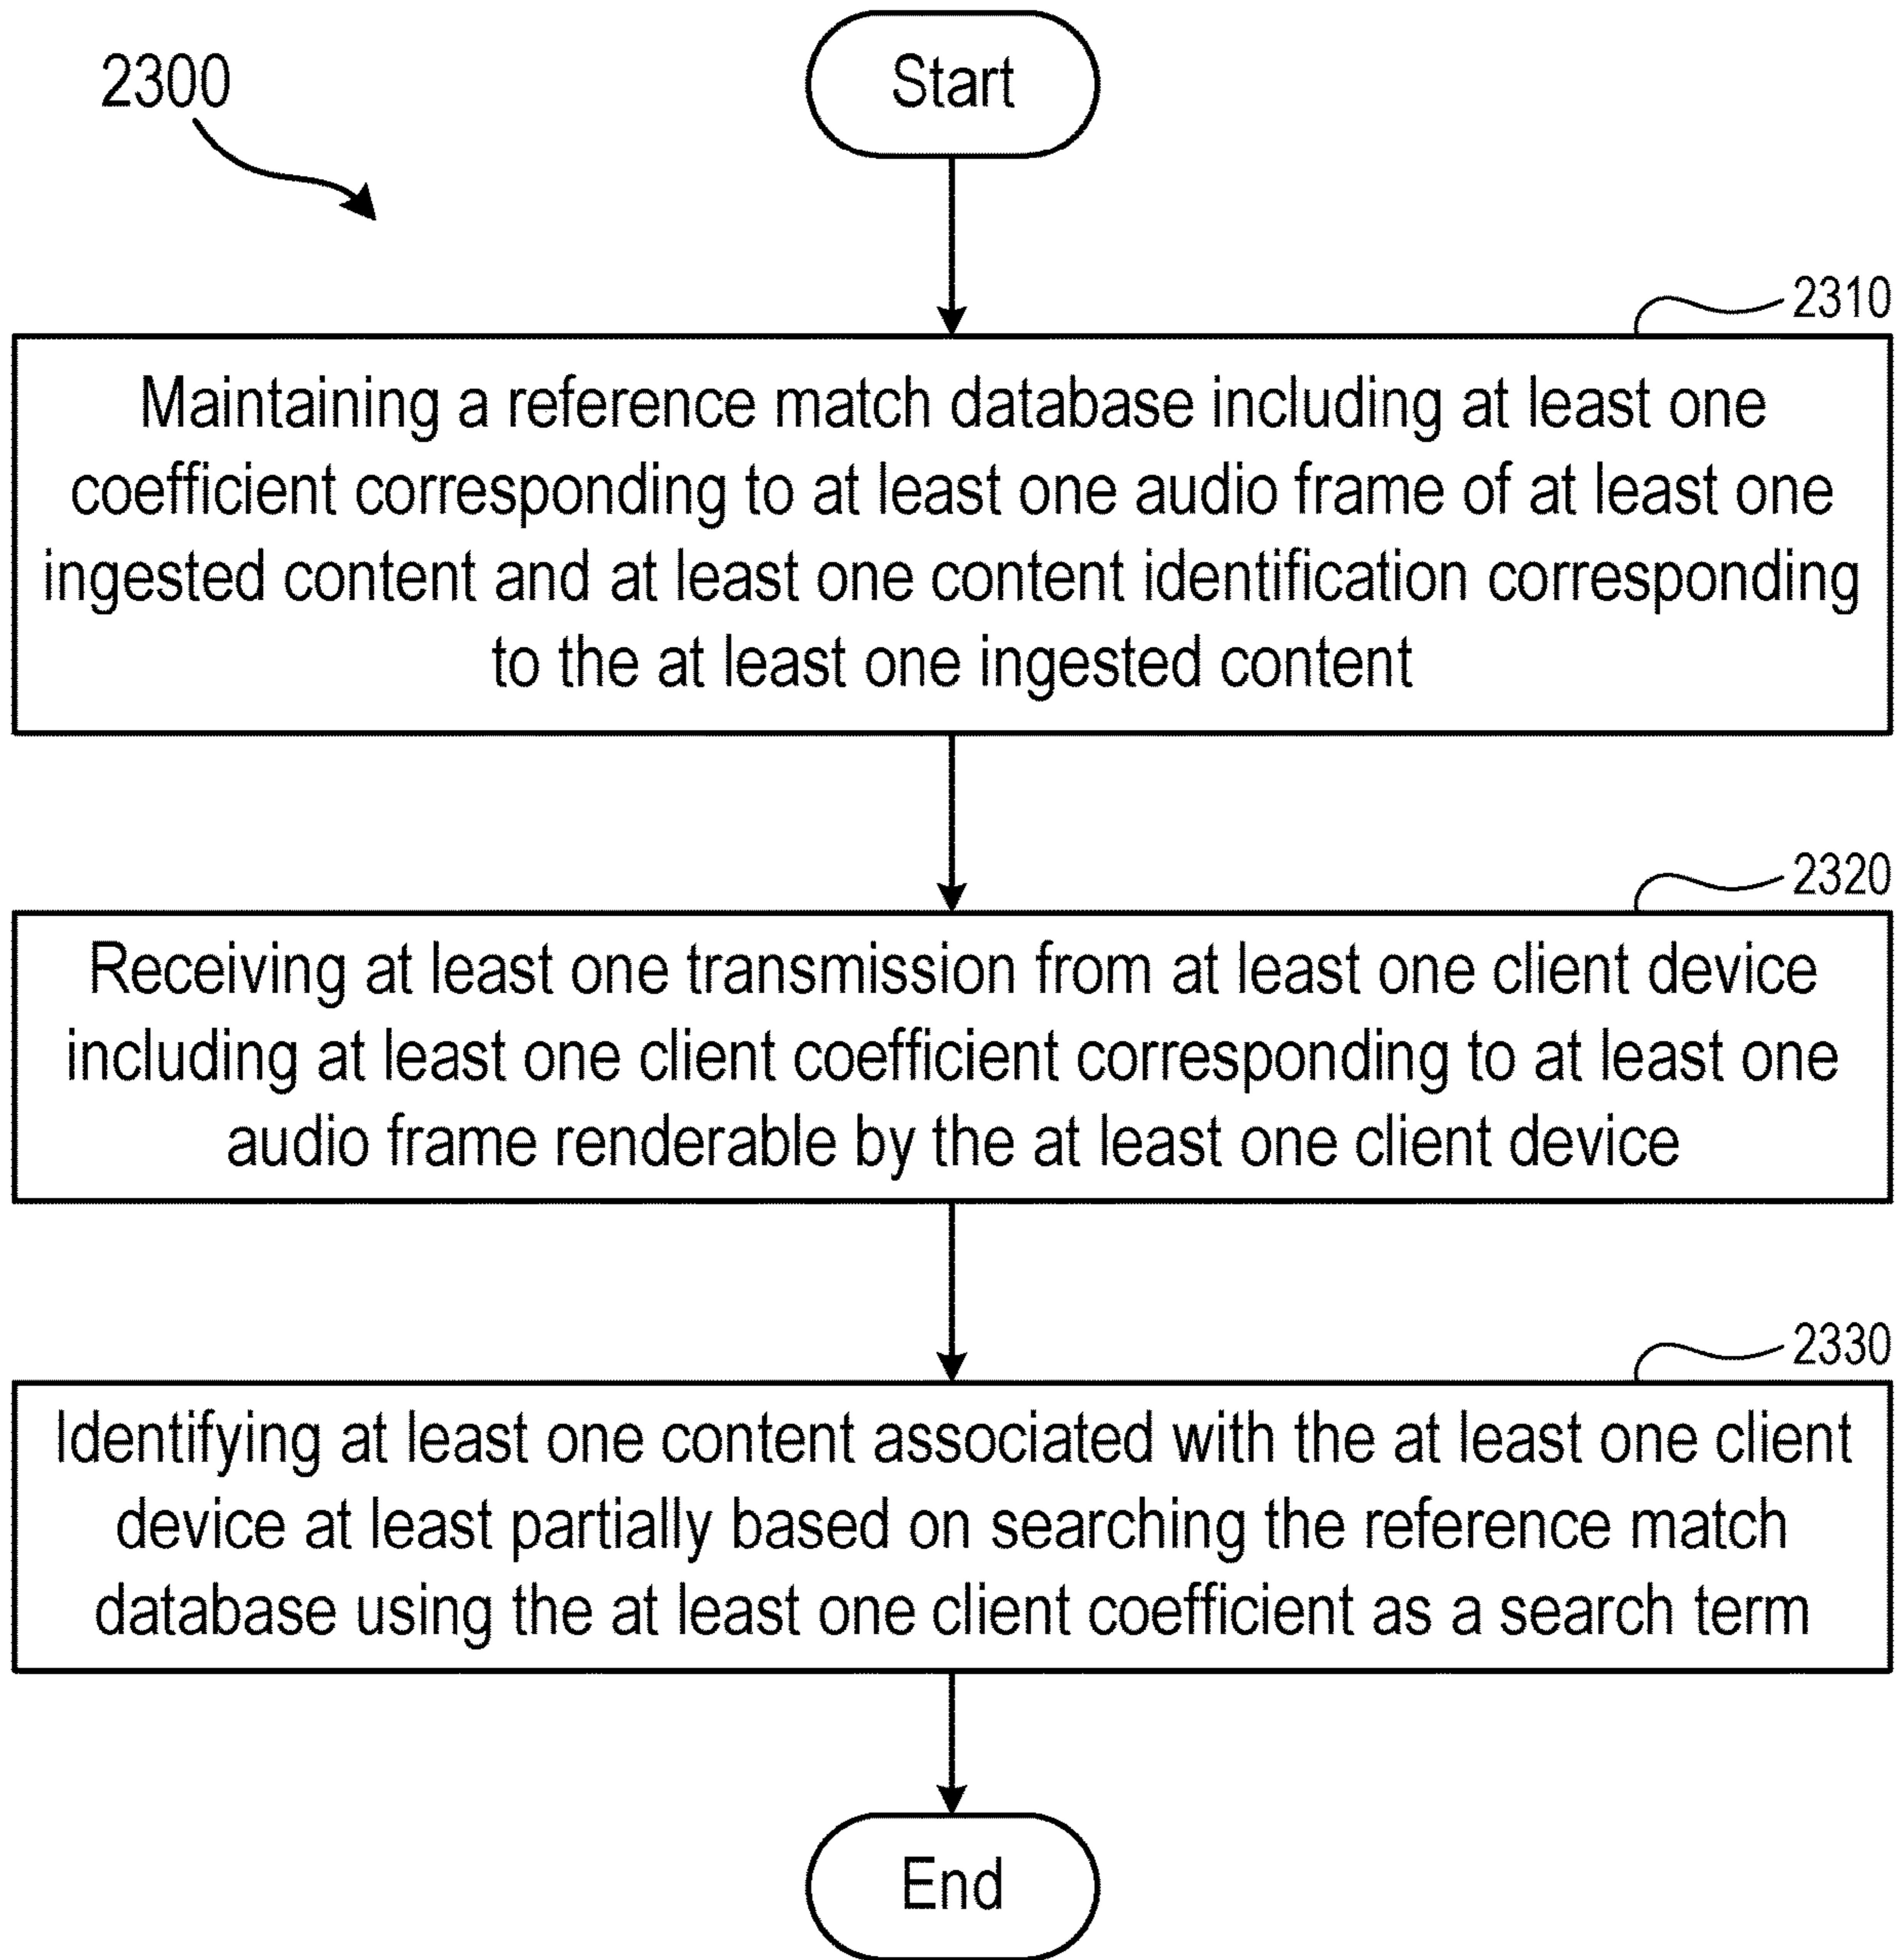 2300
Start
2310
Maintaining a reference match database including at least one
coefficient corresponding to at least one audio frame of at least one
ingested content and at least one content identification corresponding
to the at least one ingested content
2320
Receiving at least one transmission from at least one client device
including at least one client coefficient corresponding to at least one
audio frame renderable by the at least one client device
2330
Identifying at least one content associated with the at least one client
device at least partially based on searching the reference match
database using the at least one client coefficient as a search term
End